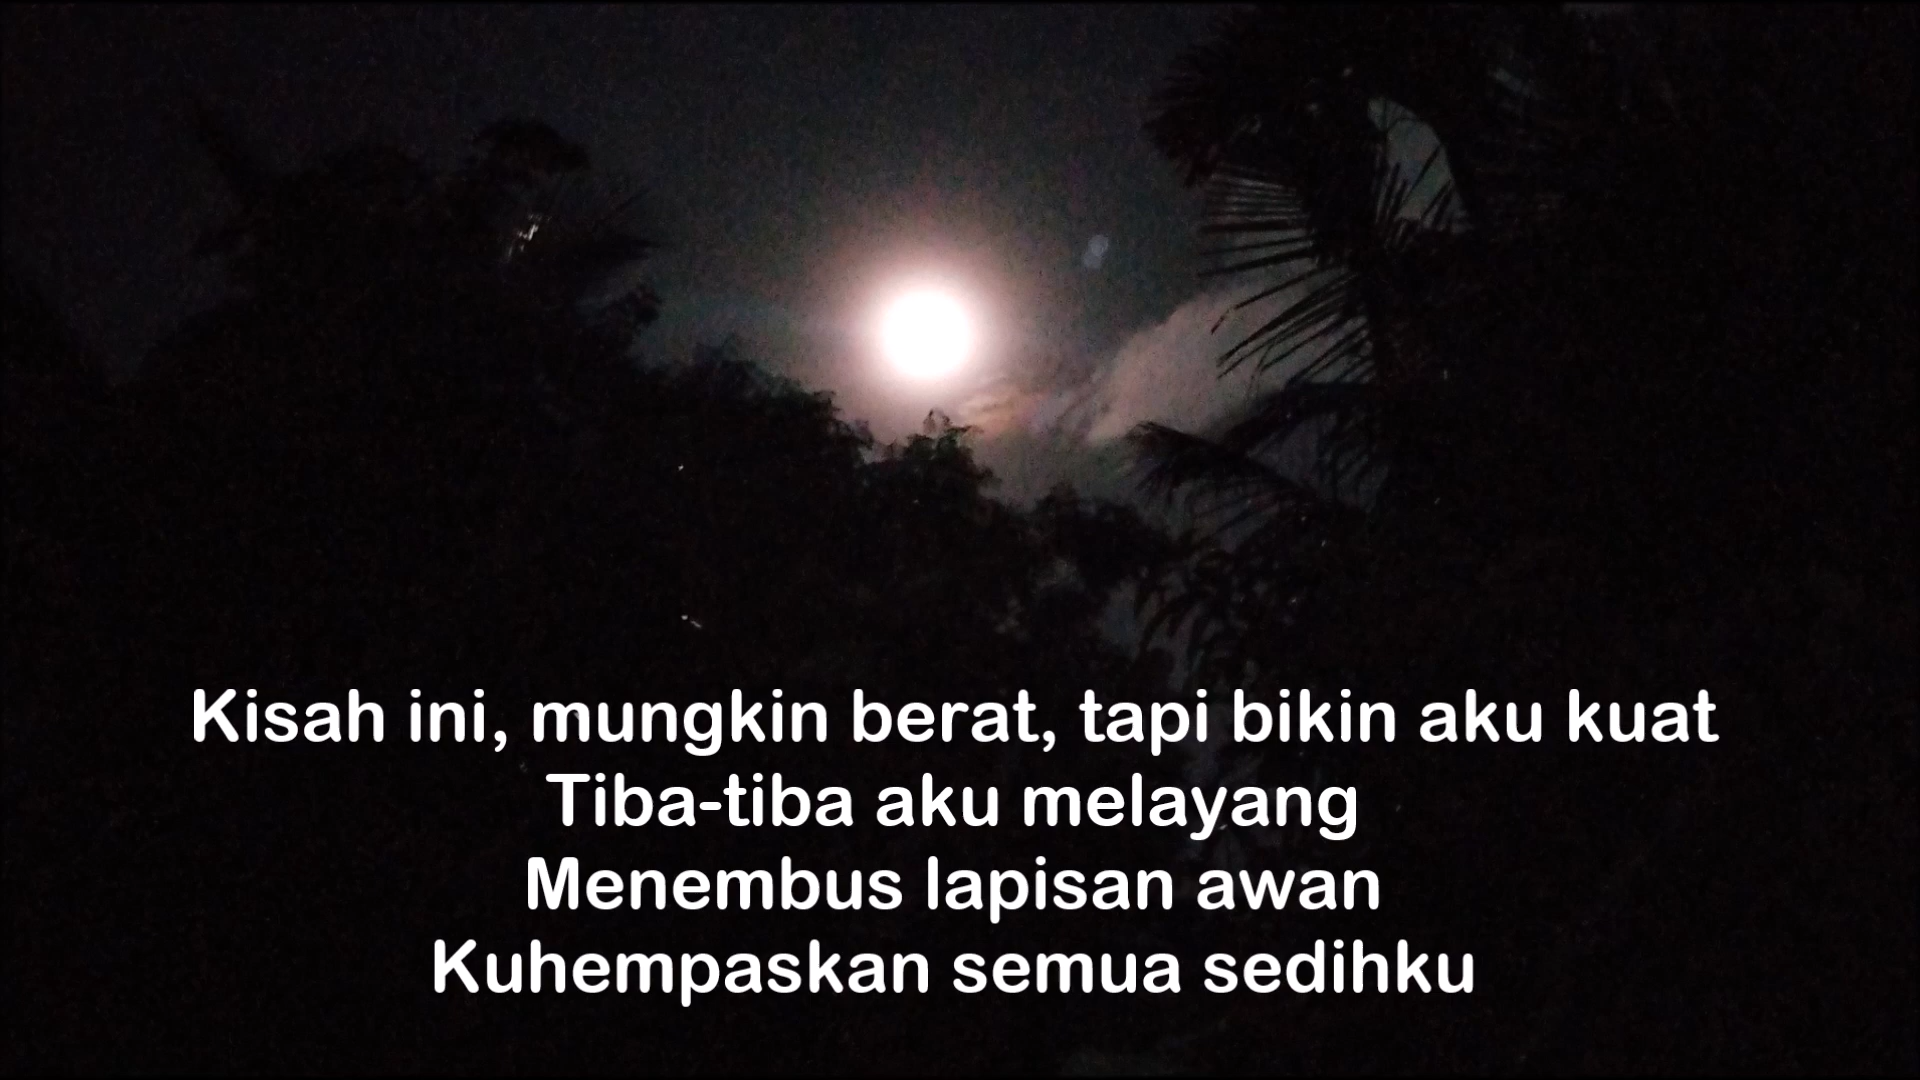 Kisah ini, mungkin berat, tapi bikin aku kuat
Tiba-tiba aku melayang
Menembus lapisan awan
Kuhempaskan semua sedihku